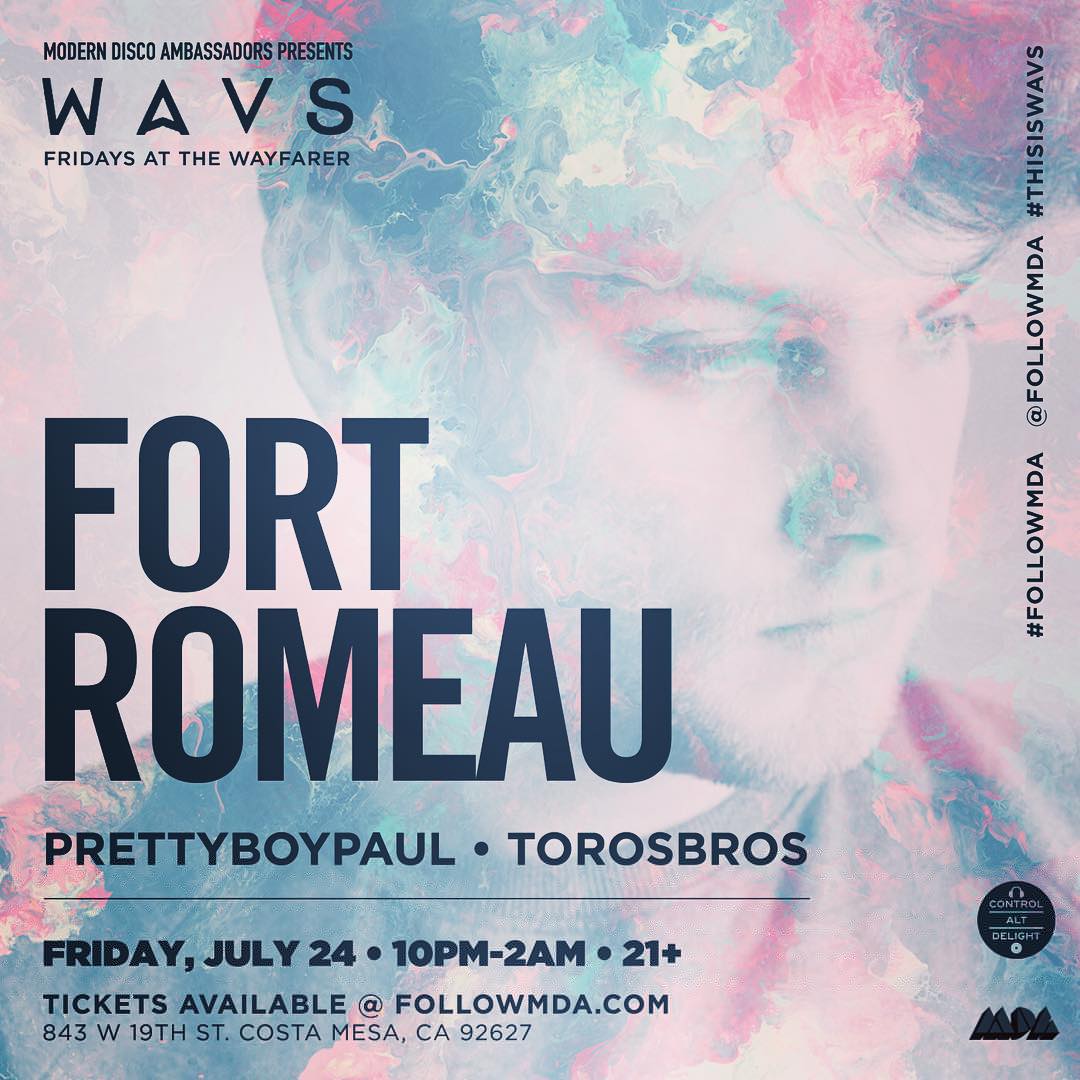 MODERN DISCO AMBASSADORS PRESENTS
WAVS
FRIDAYS AT THE WAYFARER
#FOLLOWMDA @FOLLOWMDA #THISISWAVS
FORT
ROMEAU
PRETTYBOYPAUL • TOROSBROS
FRIDAY, JULY 24 • 10PM-2AM • 21+
TICKETS AVAILABLE @ FOLLOWMDA.COM
843 W 19TH ST. COSTA MESA, CA 92627
CONTROL
ALT
DELIGHT
MDA